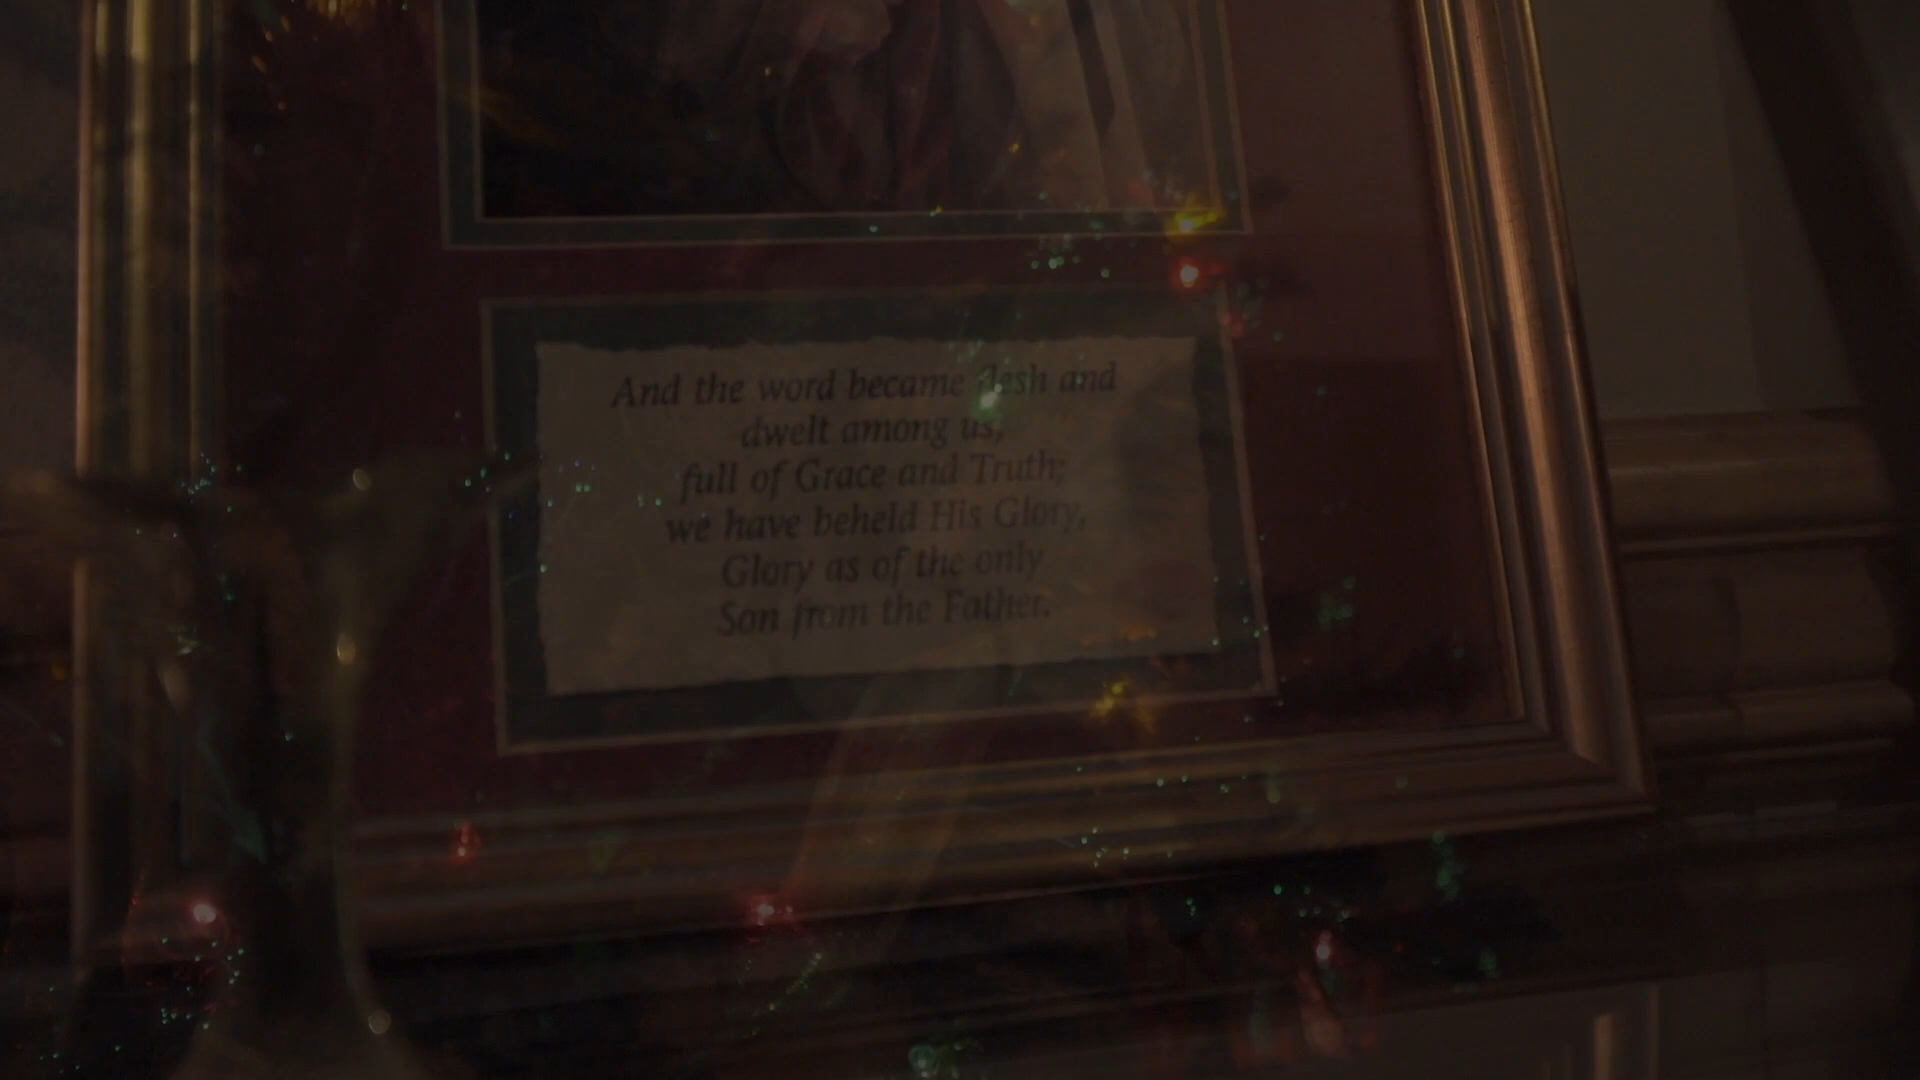 And the word became flesh and
dwelt among us,
full of Grace and Truth;
we have beheld His Glory,
Glory as of the only
Son from the Father.